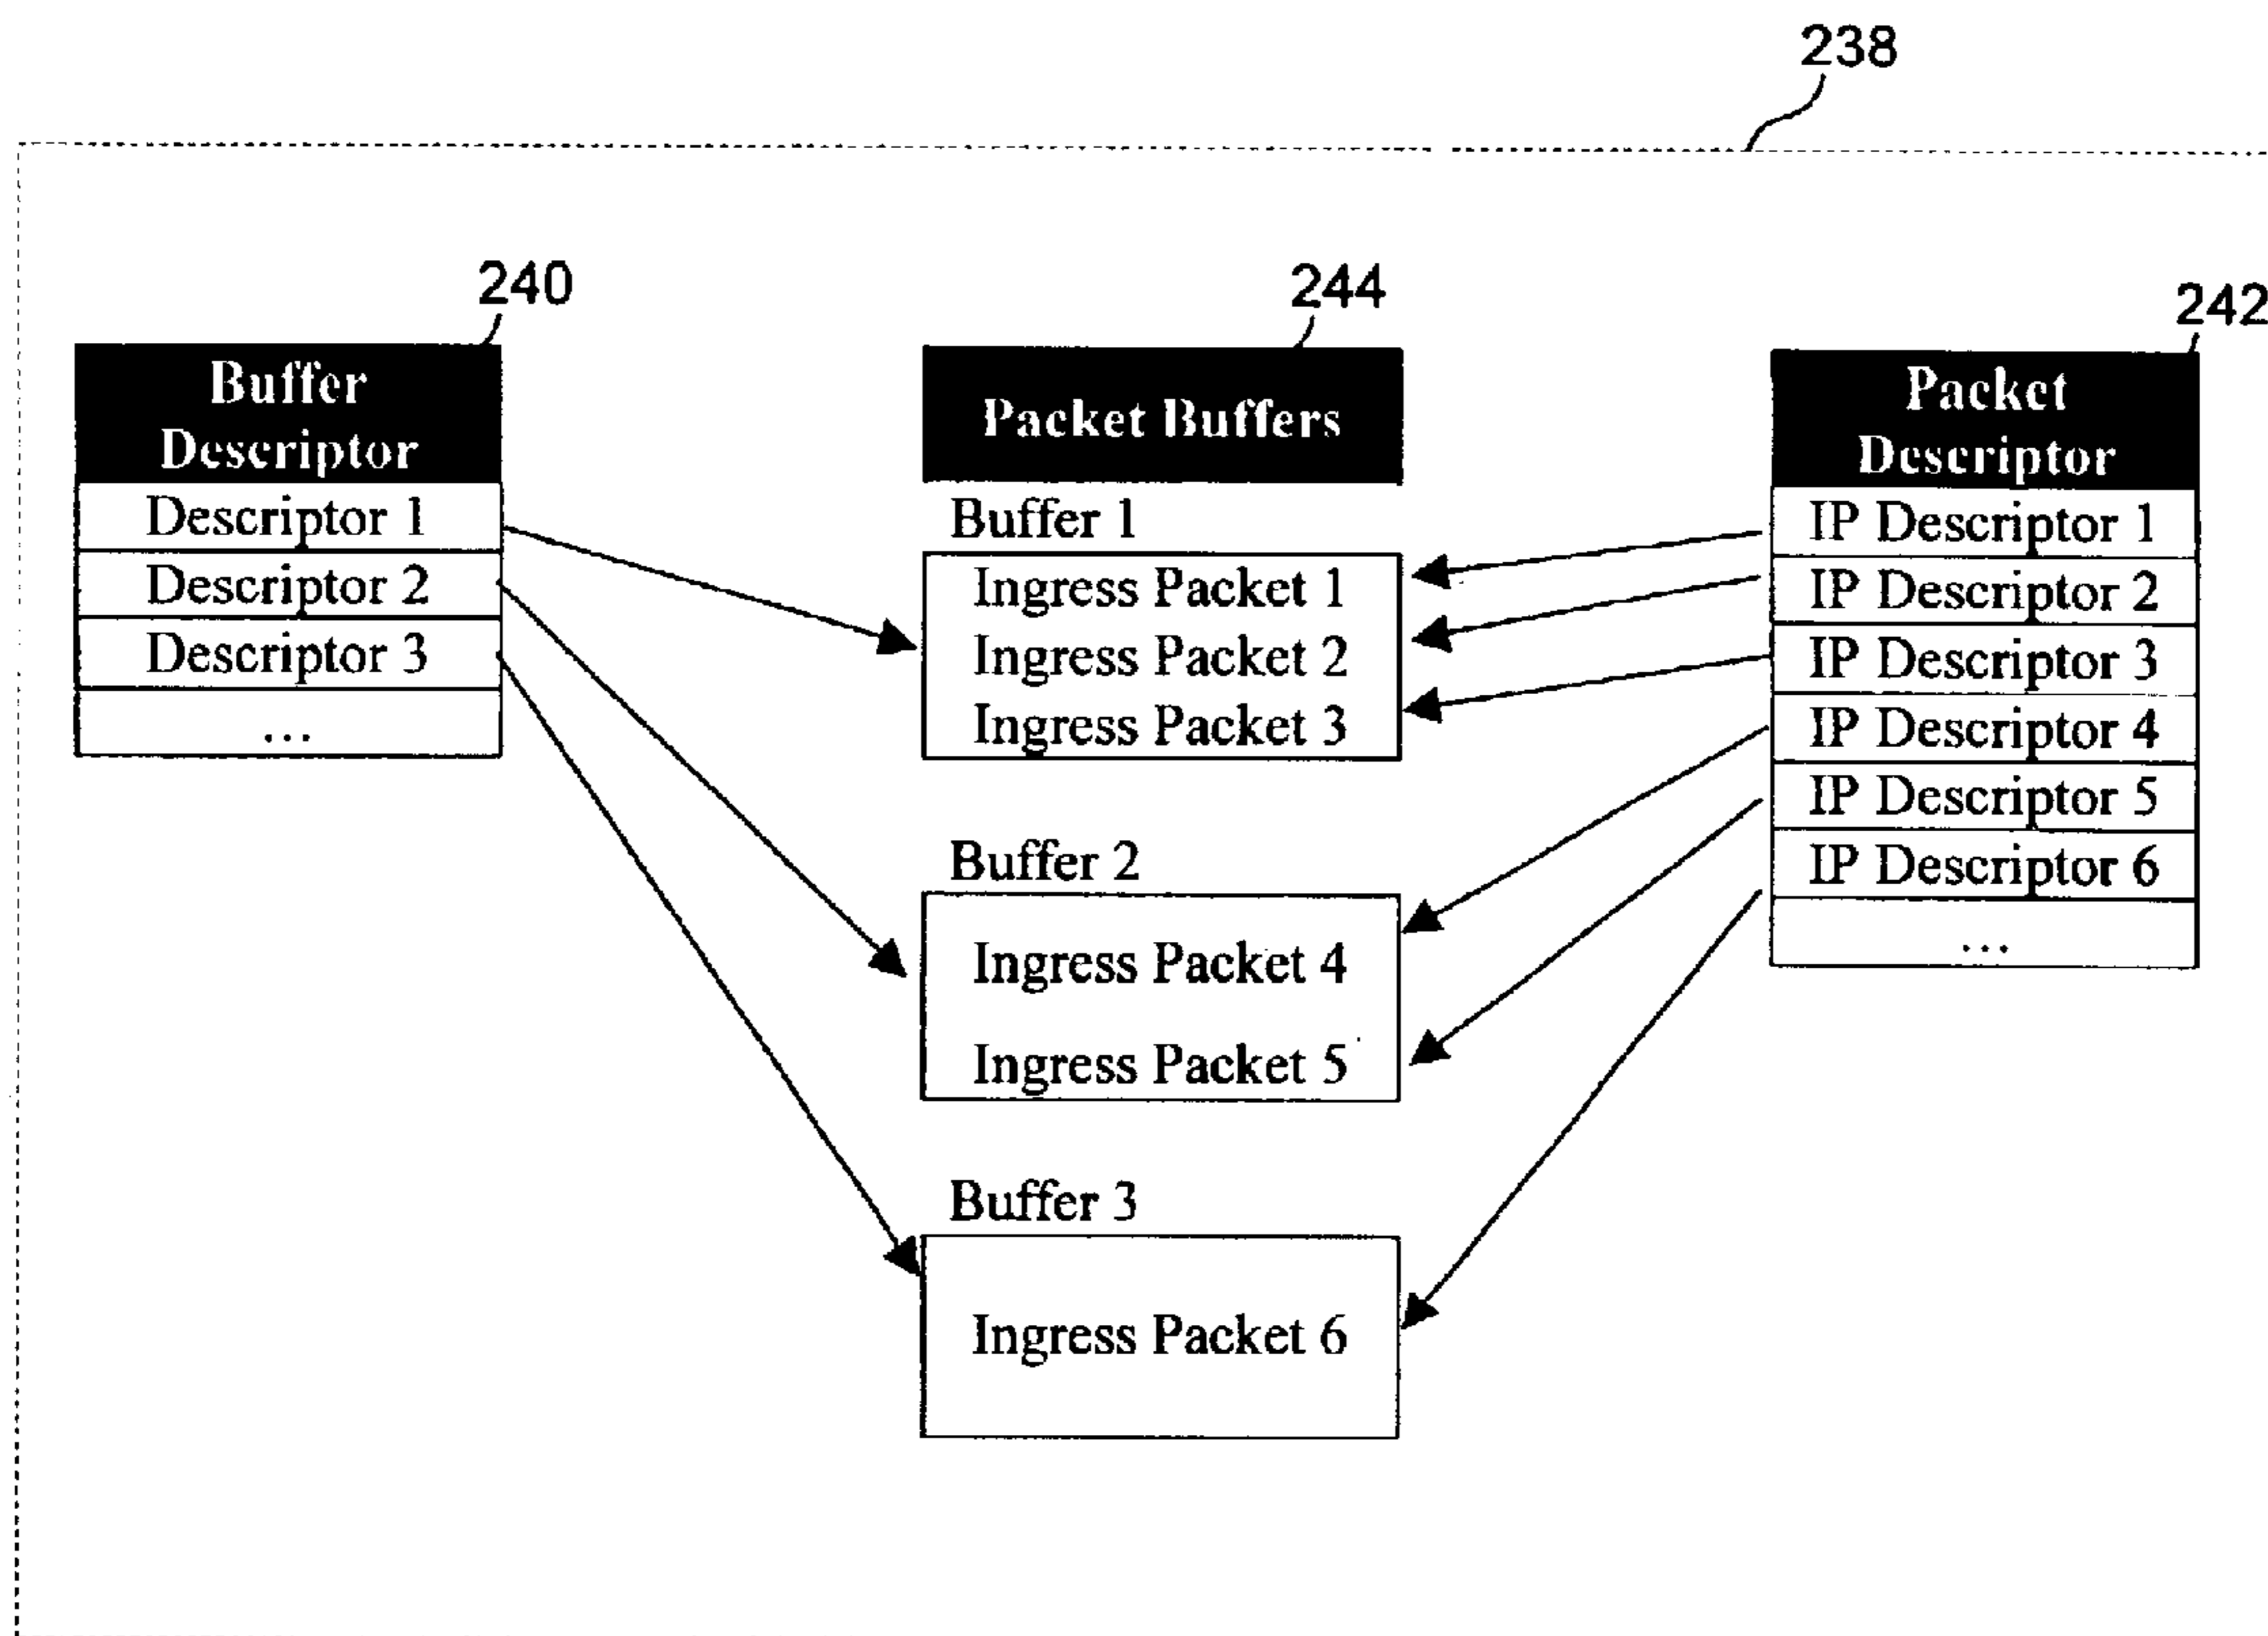 238
240
Buffer
Descriptor
Descriptor 1
Descriptor 2
Descriptor 3
...
244
Packet Buffers
Buffer 1
Ingress Packet 1
Ingress Packet 2
Ingress Packet 3
Buffer 2
Ingress Packet 4
Ingress Packet 5
Buffer 3
Ingress Packet 6
242
Packet
Descriptor
IP Descriptor 1
IP Descriptor 2
IP Descriptor 3
IP Descriptor 4
IP Descriptor 5
IP Descriptor 6
...